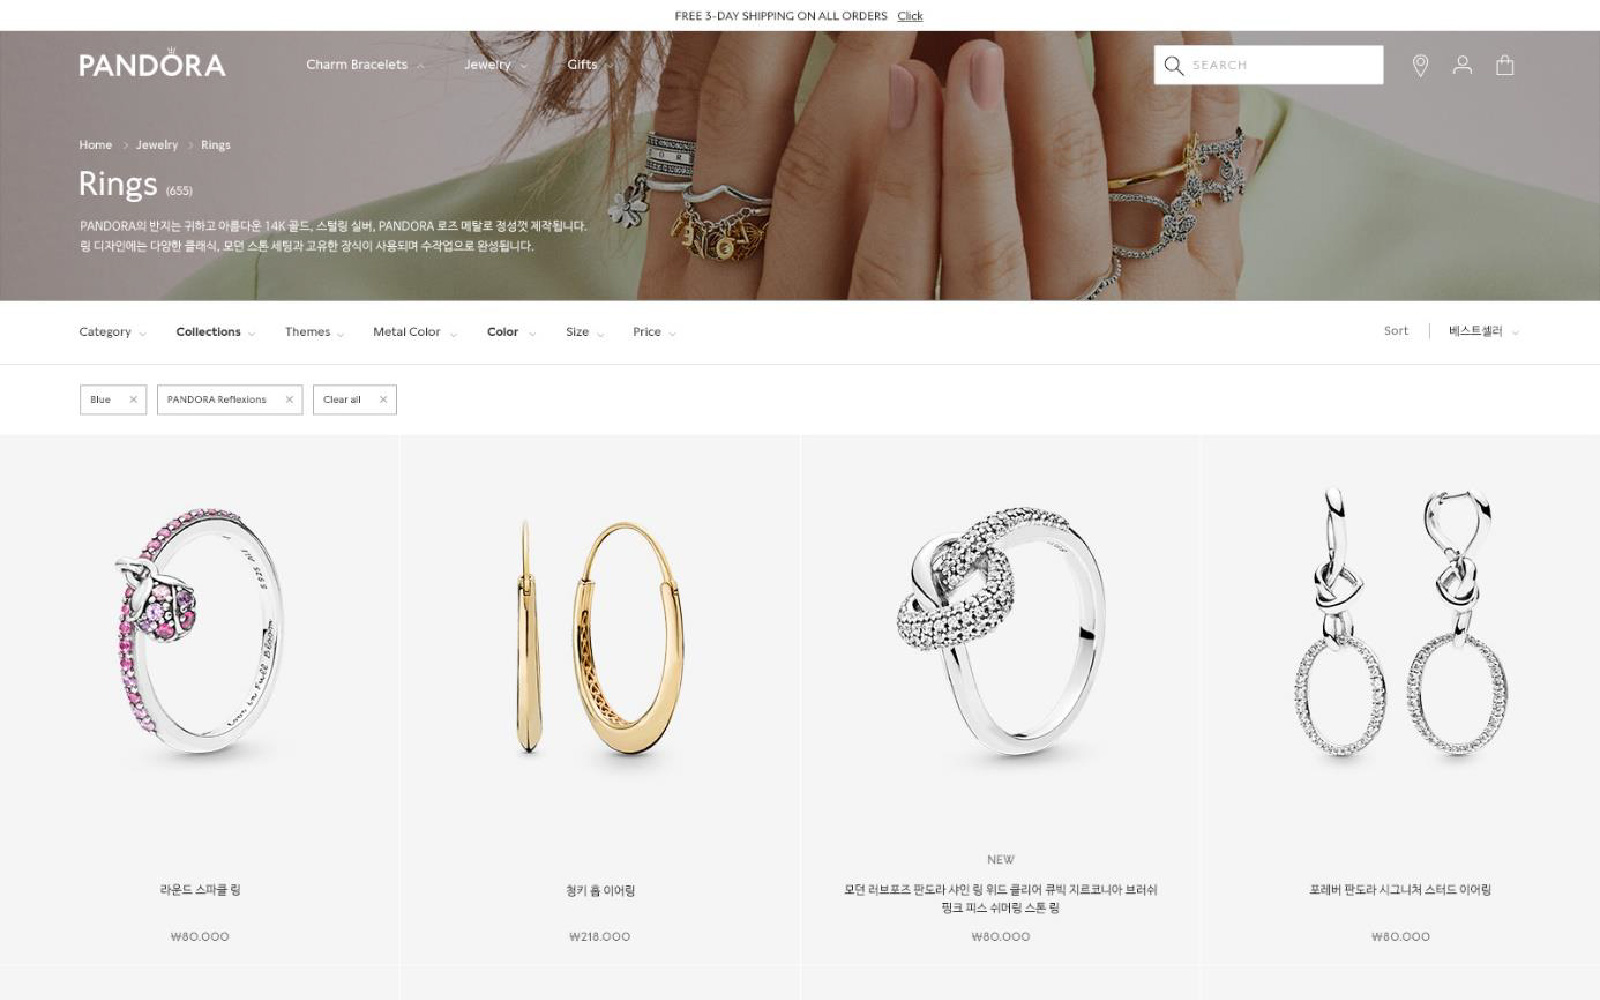 FREE 3-DAY SHIPPING ON ALL ORDERS Click
PANDORA
Charm Bracelets
Jewelry
Gifts
SEARCH
Home > Jewelry > Rings
Rings (655)
PANDORA의 반지는 귀하고 아름다운 14K 골드, 스털링 실버, PANDORA 로즈 메탈로 정성껏 제작됩니다.
링 디자인에는 다양한 클래식, 모던 스톤 세팅과 고유한 장식이 사용되며 수작업으로 완성됩니다.
Category
Collections
Themes
Metal Color
Color
Size
Price
Sort
베스트셀러
Blue ×
PANDORA Reflexions ×
Clear all ×
Love in Full Bloom
NEW
라운드 스파클 링
청키 훕 이어링
모던 러브포즈 판도라 샤인 링 위드 클리어 큐빅 지르코니아 브러쉬
핑크 피스 쉬머링 스톤 링
포레버 판도라 시그니처 스터드 이어링
₩80.000
₩218.000
₩80.000
₩80.000